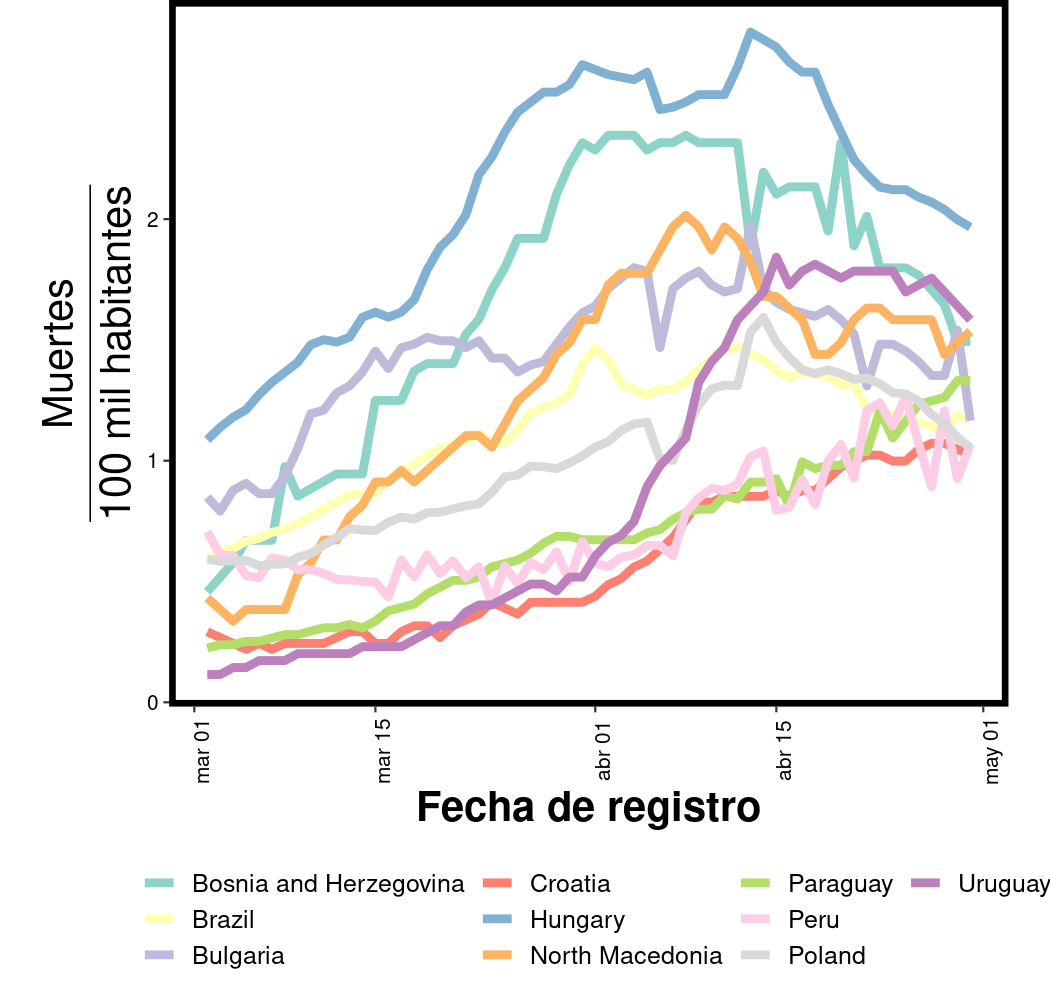 Muertes
100 mil habitantes
2
1
0
mar 01
mar 15
abr 01
abr 15
may 01
Fecha de registro
Bosnia and Herzegovina
Croatia
Paraguay
Uruguay
Brazil
Hungary
Peru
Bulgaria
North Macedonia
Poland